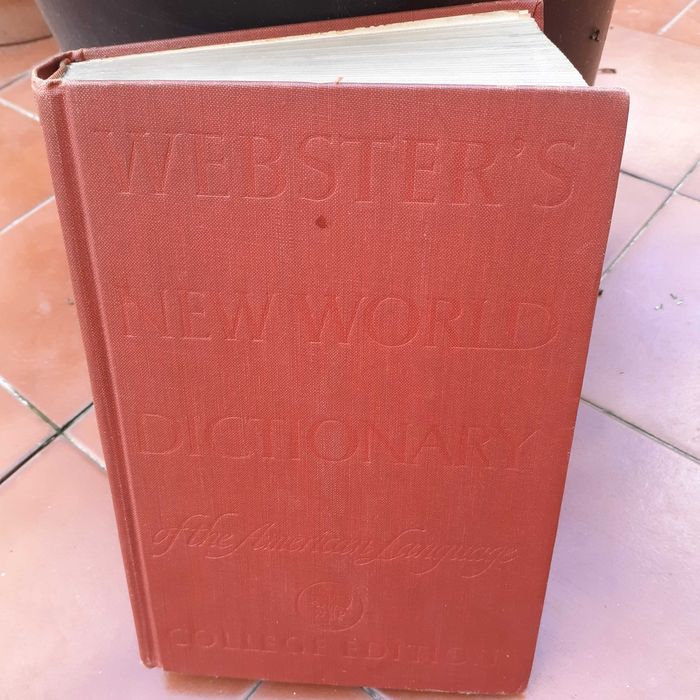 WEBSTER'S
NEW WORLD
DICTIONARY
of the American Language
COLLEGE EDITION